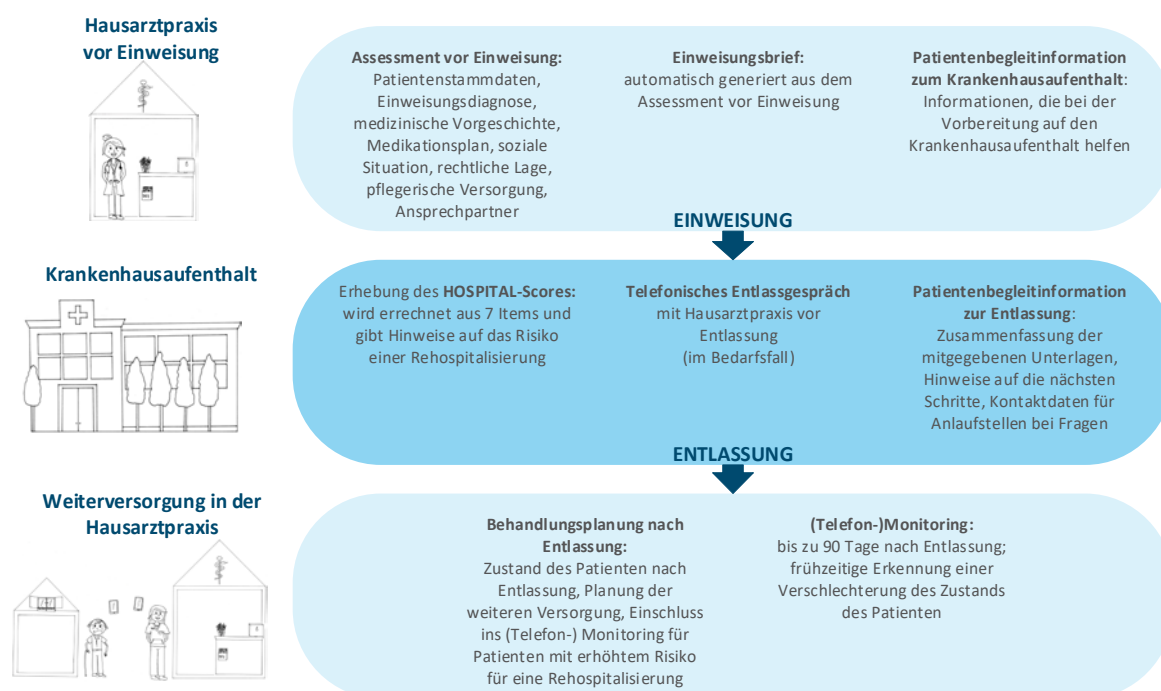 Hausarztpraxis
vor Einweisung
Assessment vor Einweisung:
Patientenstammdaten,
Einweisungsdiagnose,
medizinische Vorgeschichte,
Medikationsplan, soziale
Situation, rechtliche Lage,
pflegerische Versorgung,
Ansprechpartner
Einweisungsbrief:
automatisch generiert aus dem
Assessment vor Einweisung
Patientenbegleitinformation
zum Krankenhausaufenthalt:
Informationen, die bei der
Vorbereitung auf den
Krankenhausaufenthalt helfen
EINWEISUNG
Krankenhausaufenthalt
Erhebung des HOSPITAL-Scores:
wird errechnet aus 7 Items und
gibt Hinweise auf das Risiko
einer Rehospitalisierung
Telefonisches Entlassgespräch
mit Hausarztpraxis vor
Entlassung
(im Bedarfsfall)
Patientenbegleitinformation
zur Entlassung:
Zusammenfassung der
mitgegebenen Unterlagen,
Hinweise auf die nächsten
Schritte, Kontaktdaten für
Anlaufstellen bei Fragen
ENTLASSUNG
Weiterversorgung in der
Hausarztpraxis
Behandlungsplanung nach
Entlassung:
Zustand des Patienten nach
Entlassung, Planung der
weiteren Versorgung, Einschluss
ins (Telefon-) Monitoring für
Patienten mit erhöhtem Risiko
für eine Rehospitalisierung
(Telefon-)Monitoring:
bis zu 90 Tage nach Entlassung;
frühzeitige Erkennung einer
Verschlechterung des Zustands
des Patienten